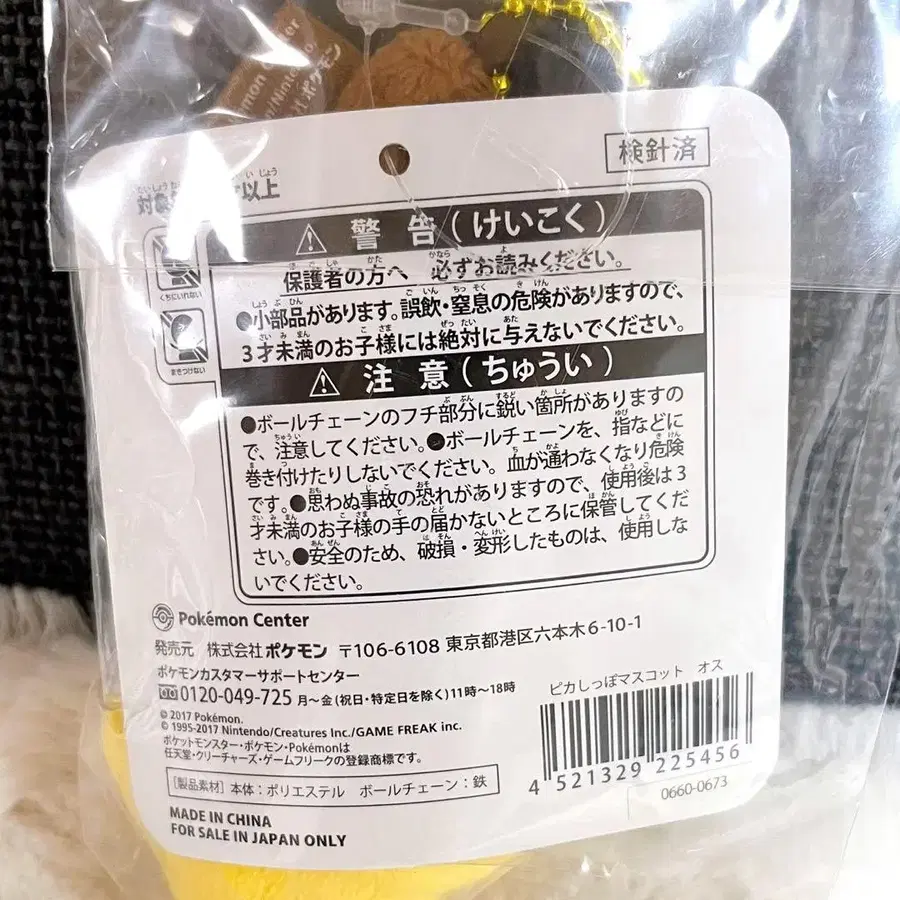 検針済
対象
以上
くちにいれない
まきつけない
警告(けいこく)
保護者の方へ 必ずお読みください。
●小部品があります。誤飲・窒息の危険がありますので、
3才未満のお子様には絶対に与えないでください。
注意(ちゅうい)
●ボールチェーンのフチ部分に鋭い箇所がありますの
で、注意してください。●ボールチェーンを、指などに
巻き付けたりしないでください。血が通わなくなり危険
です。●思わぬ事故の恐れがありますので、使用後は3
才未満のお子様の手の届かないところに保管してくだ
さい。●安全のため、破損・変形したものは、使用しな
いでください。
Pokémon Center
発売元 株式会社ポケモン 〒106-6108 東京都港区六本木6-10-1
ポケモンカスタマーサポートセンター
0120-049-725 月〜金(祝日・特定日を除く)11時〜18時
© 2017 Pokémon.
© 1995-2017 Nintendo/Creatures Inc./GAME FREAK inc.
ポケットモンスター・ポケモン・Pokémonは
任天堂・クリーチャーズ・ゲームフリークの登録商標です。
[製品素材] 本体:ポリエステル ボールチェーン:鉄
MADE IN CHINA
FOR SALE IN JAPAN ONLY
ピカしっぽマスコット オス
4 521329 225456
0660-0673